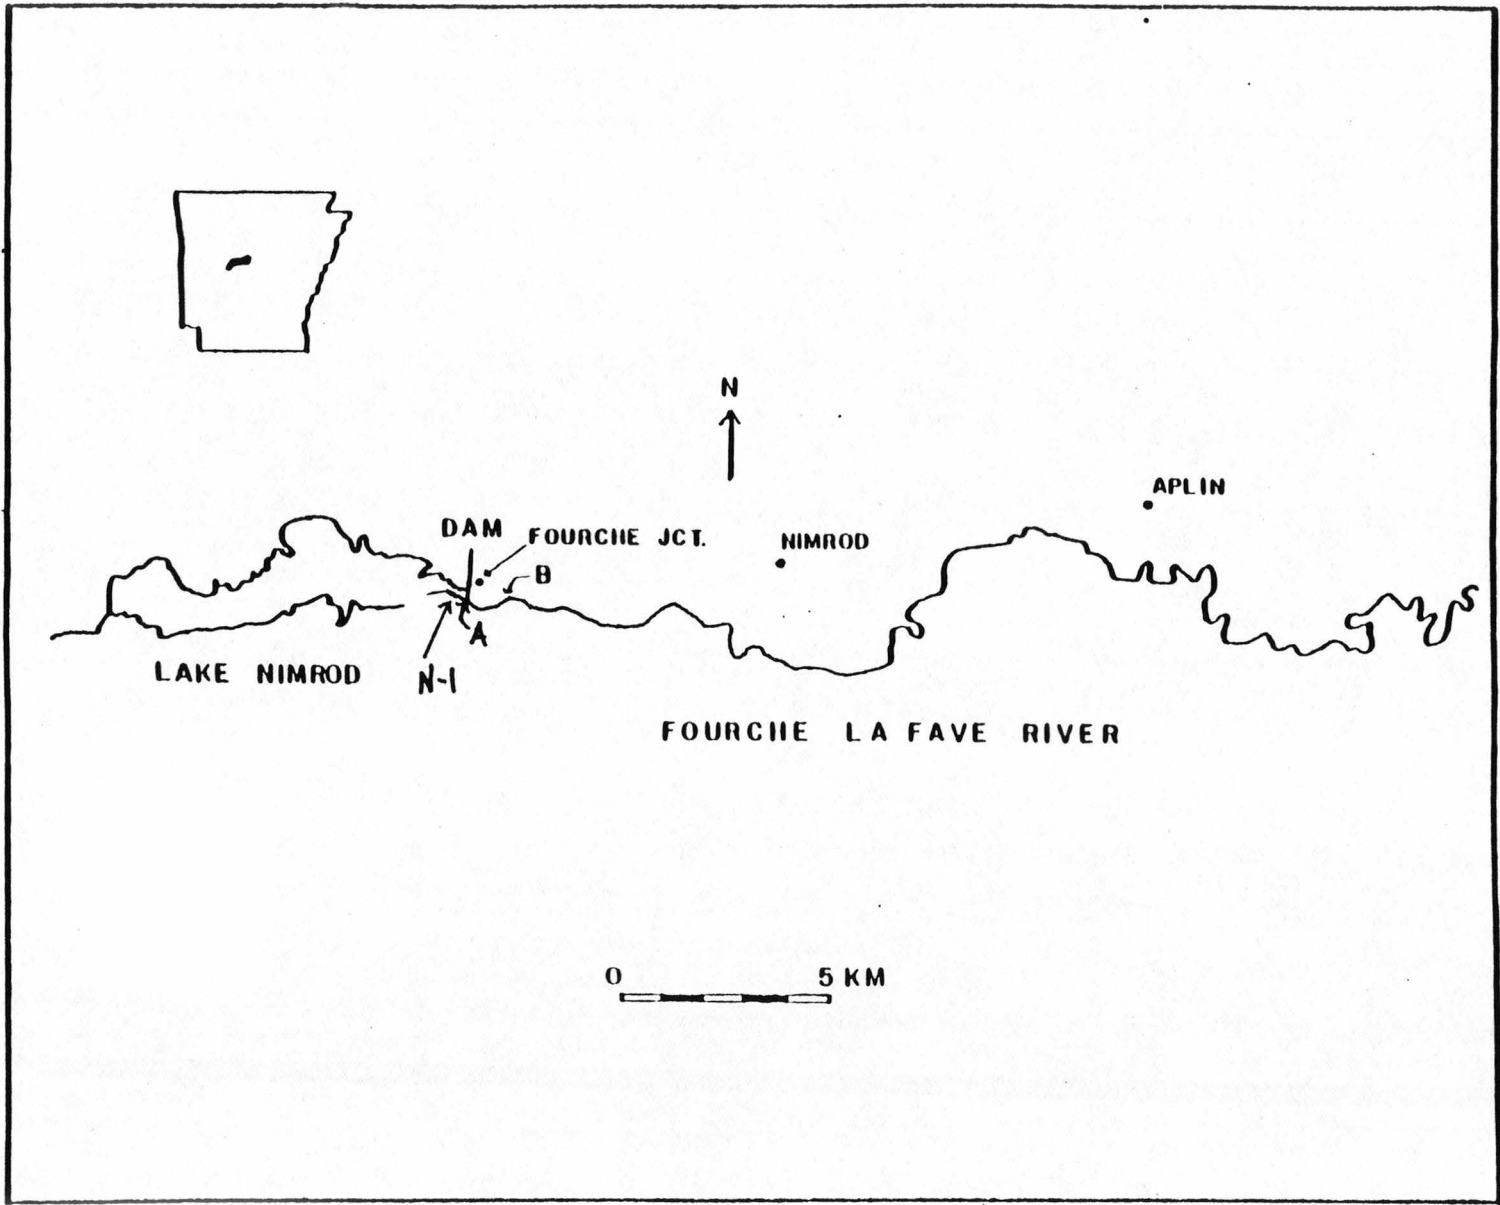 N
APLIN
DAM
FOURCHE JCT.
NIMROD
B
A
LAKE NIMROD
N-1
FOURCHE LA FAVE RIVER
0 5 KM